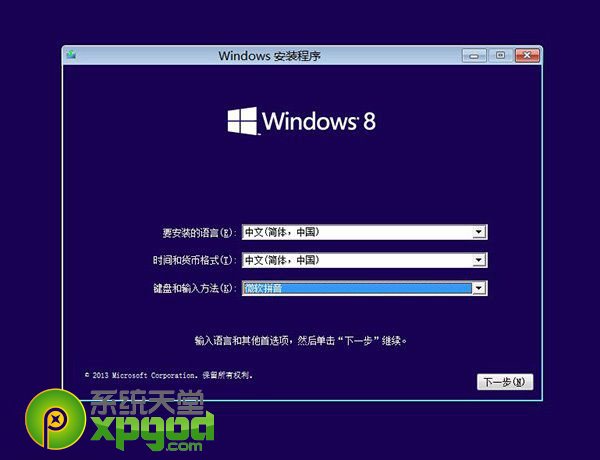 Windows 安装程序
Windows 8
要安装的语言(E): 中文(简体，中国)
时间和货币格式(T): 中文(简体，中国)
键盘和输入方法(K): 微软拼音
输入语言和其他首选项，然后单击“下一步”继续。
© 2013 Microsoft Corporation. 保留所有权利。
下一步(N)
系统天堂
xpgod.com